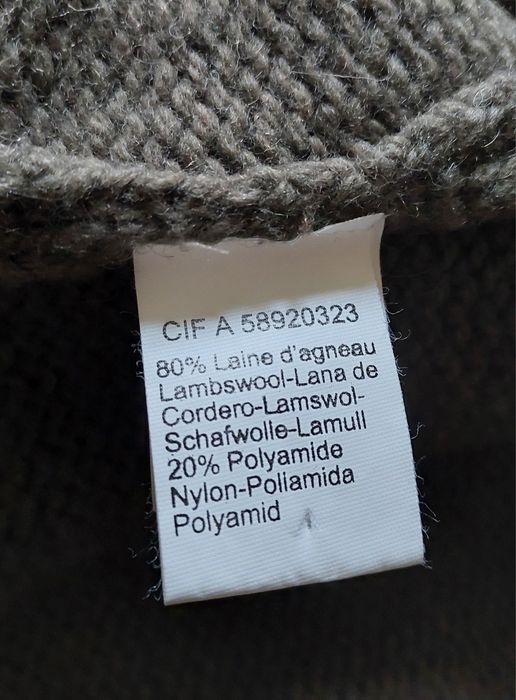 CIF A 58920323
80% Laine d'agneau
Lambswool-Lana de
Cordero-Lamswol-
Schafwolle-Lamull
20% Polyamide
Nylon-Poliamida
Polyamid